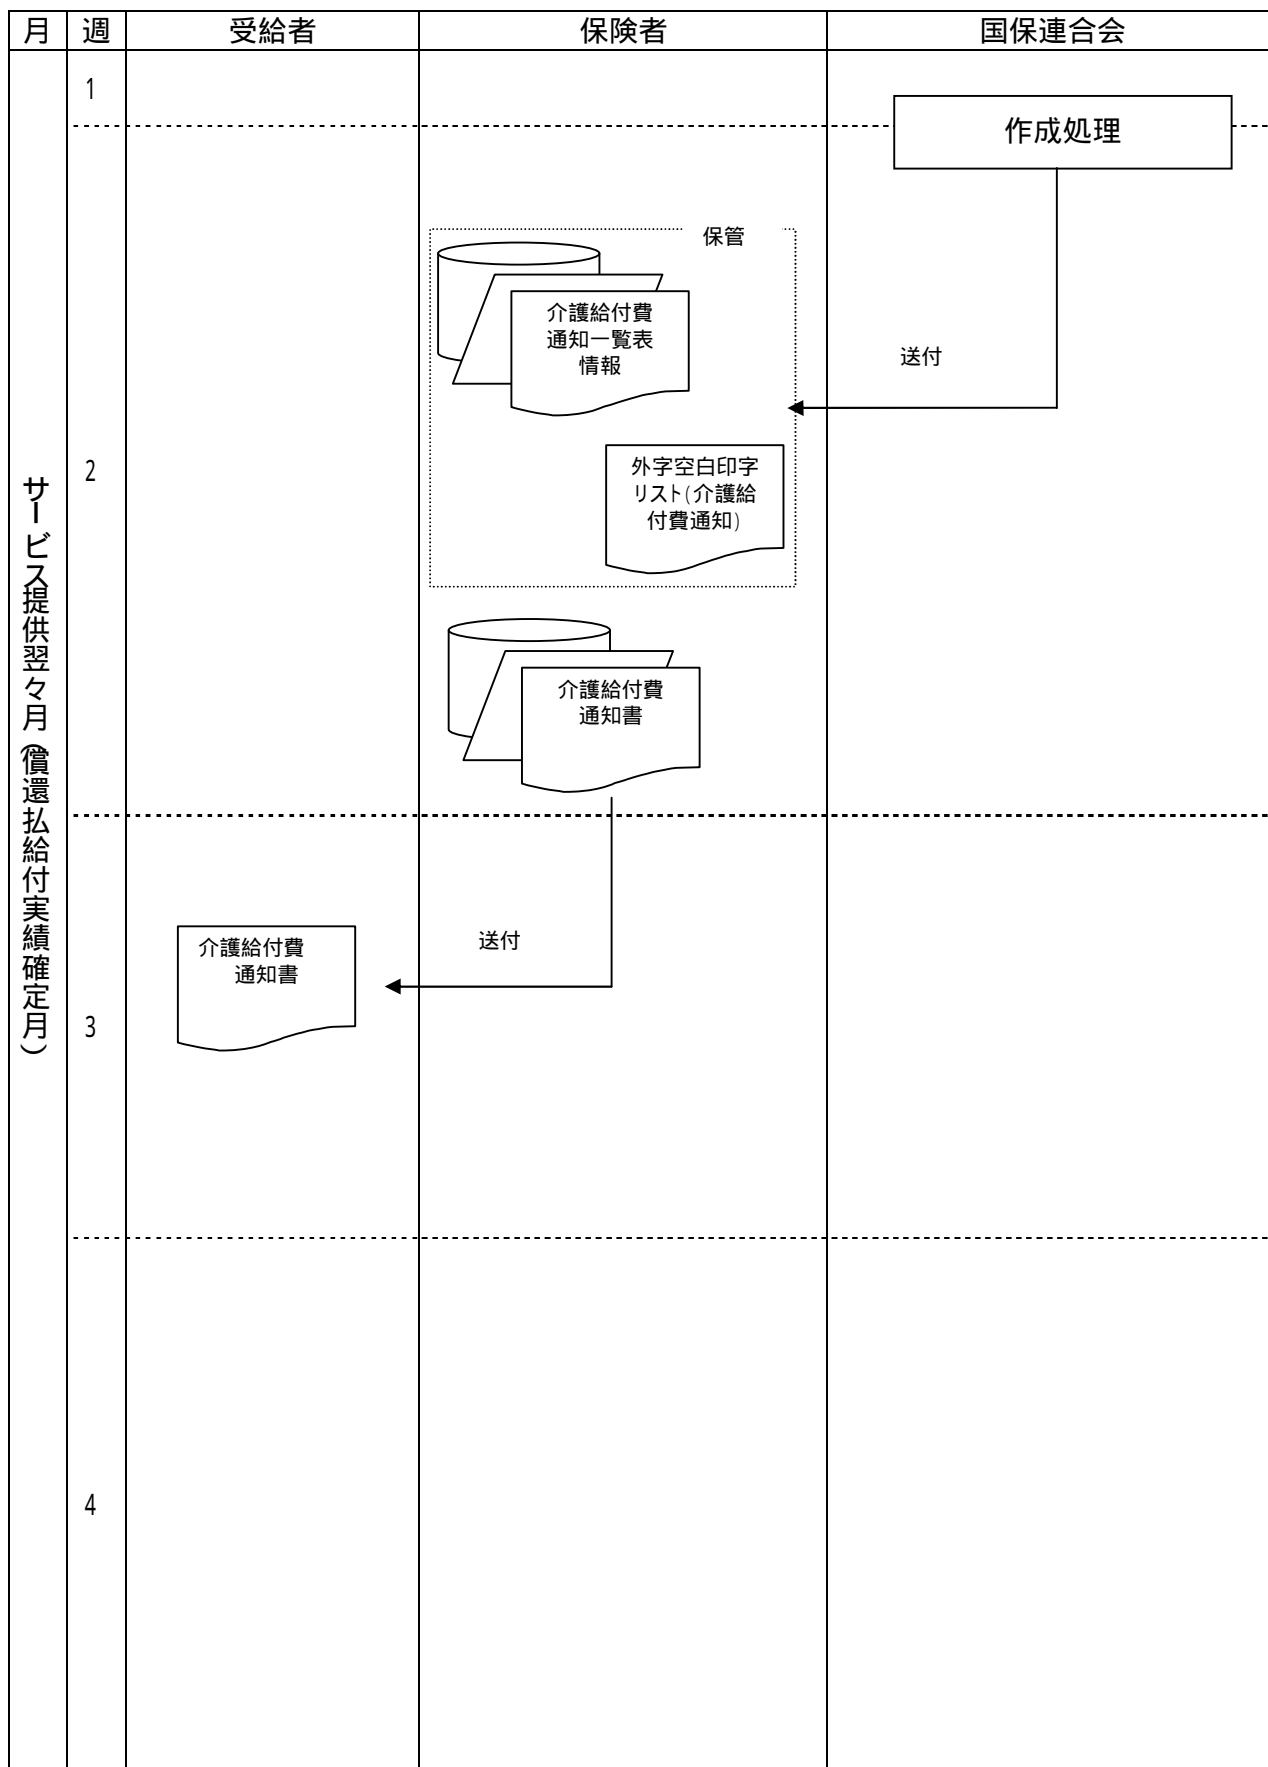 月 週 受給者 保険者 国保連合会
1
作成処理
保管
介護給付費
通知一覧表
情報
送付
外字空白印字
リスト(介護給
付費通知)
2
サービス提供翌々月(償還払給付実績確定月)
介護給付費
通知書
送付
介護給付費
通知書
3
4